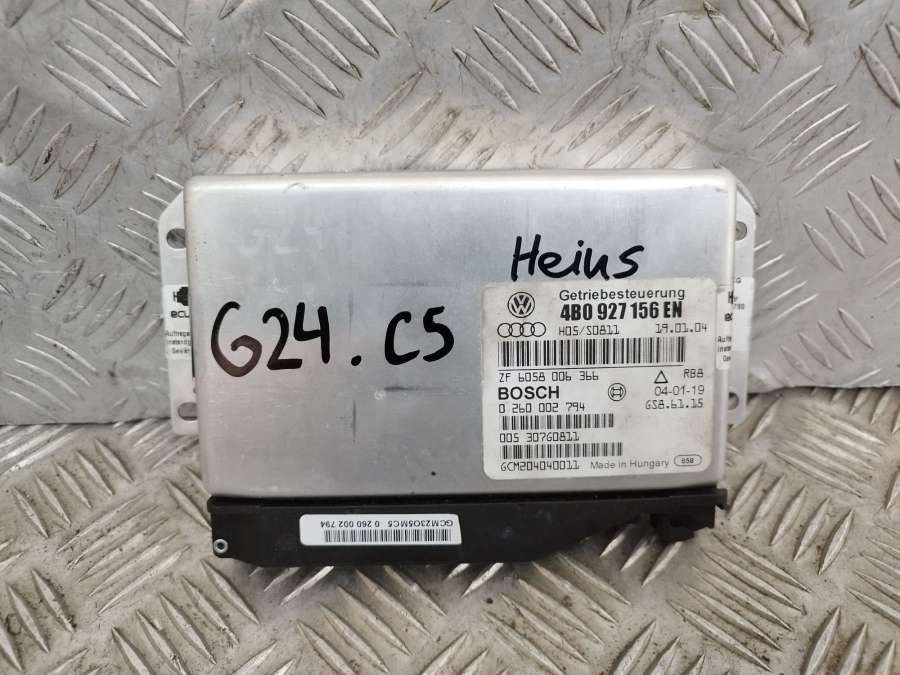 G24
Heins
G24.C5
Getriebesteuerung
4B0 927 156 EN
H05/S0811 19.01.04
ZF 6058 006 366 RB8
BOSCH 04-01-19
0 260 002 794 GS8.61.15
005 30760811
GCM204040011 Made in Hungary 658
GCM2305MC5 0 260 002 794